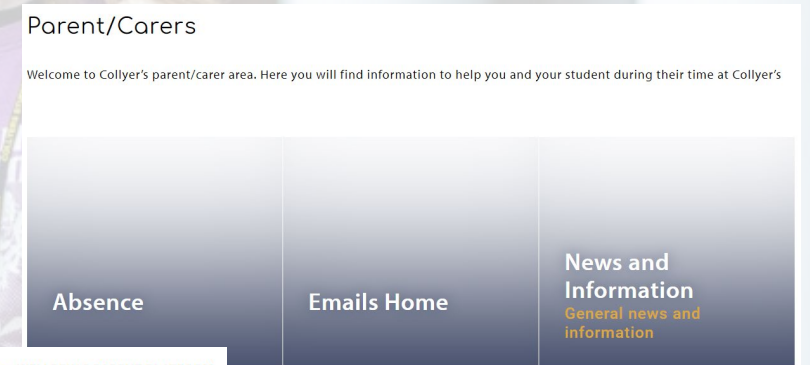 Parent/Carers
Welcome to Collyer’s parent/carer area. Here you will find information to help you and your student during their time at Collyer’s
Absence
Emails Home
News and
Information
General news and
information